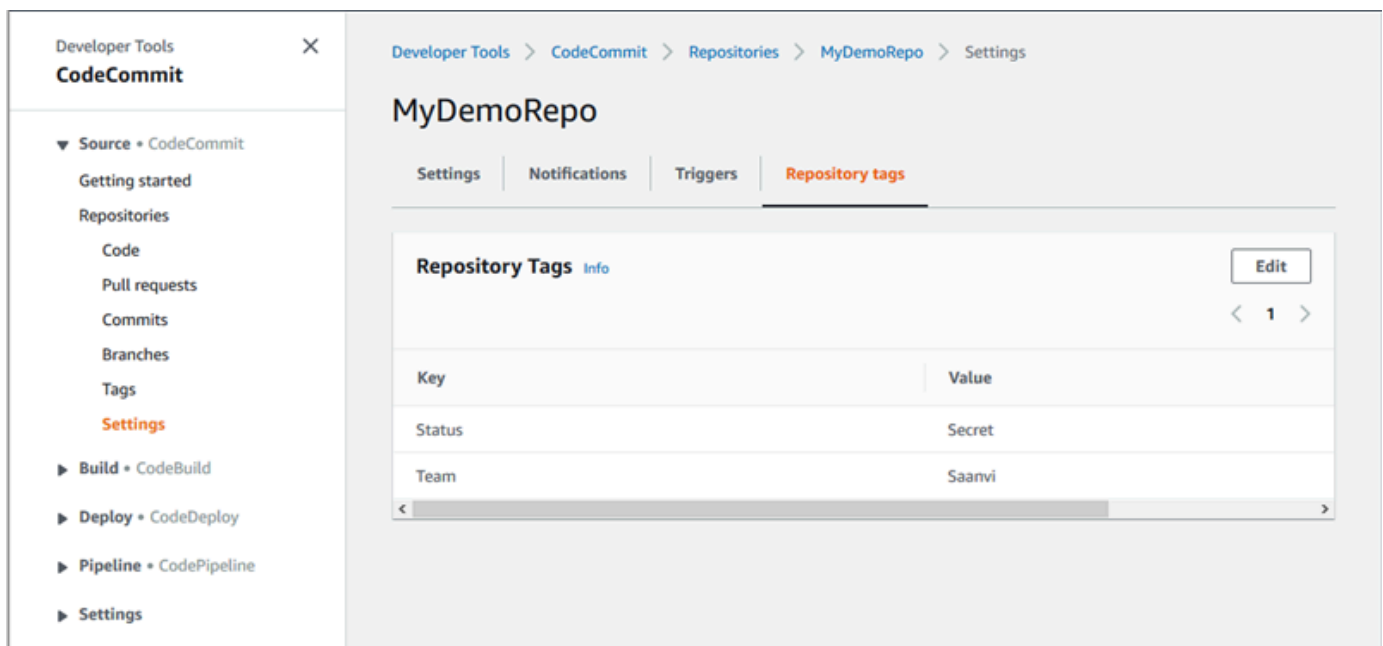 Developer Tools
CodeCommit
Source • CodeCommit
Getting started
Repositories
Code
Pull requests
Commits
Branches
Tags
Settings
Build • CodeBuild
Deploy • CodeDeploy
Pipeline • CodePipeline
Settings
Developer Tools > CodeCommit > Repositories > MyDemoRepo > Settings
MyDemoRepo
Settings Notifications Triggers Repository tags
Repository Tags Info Edit
< 1 >
Key Value
Status Secret
Team Saanvi